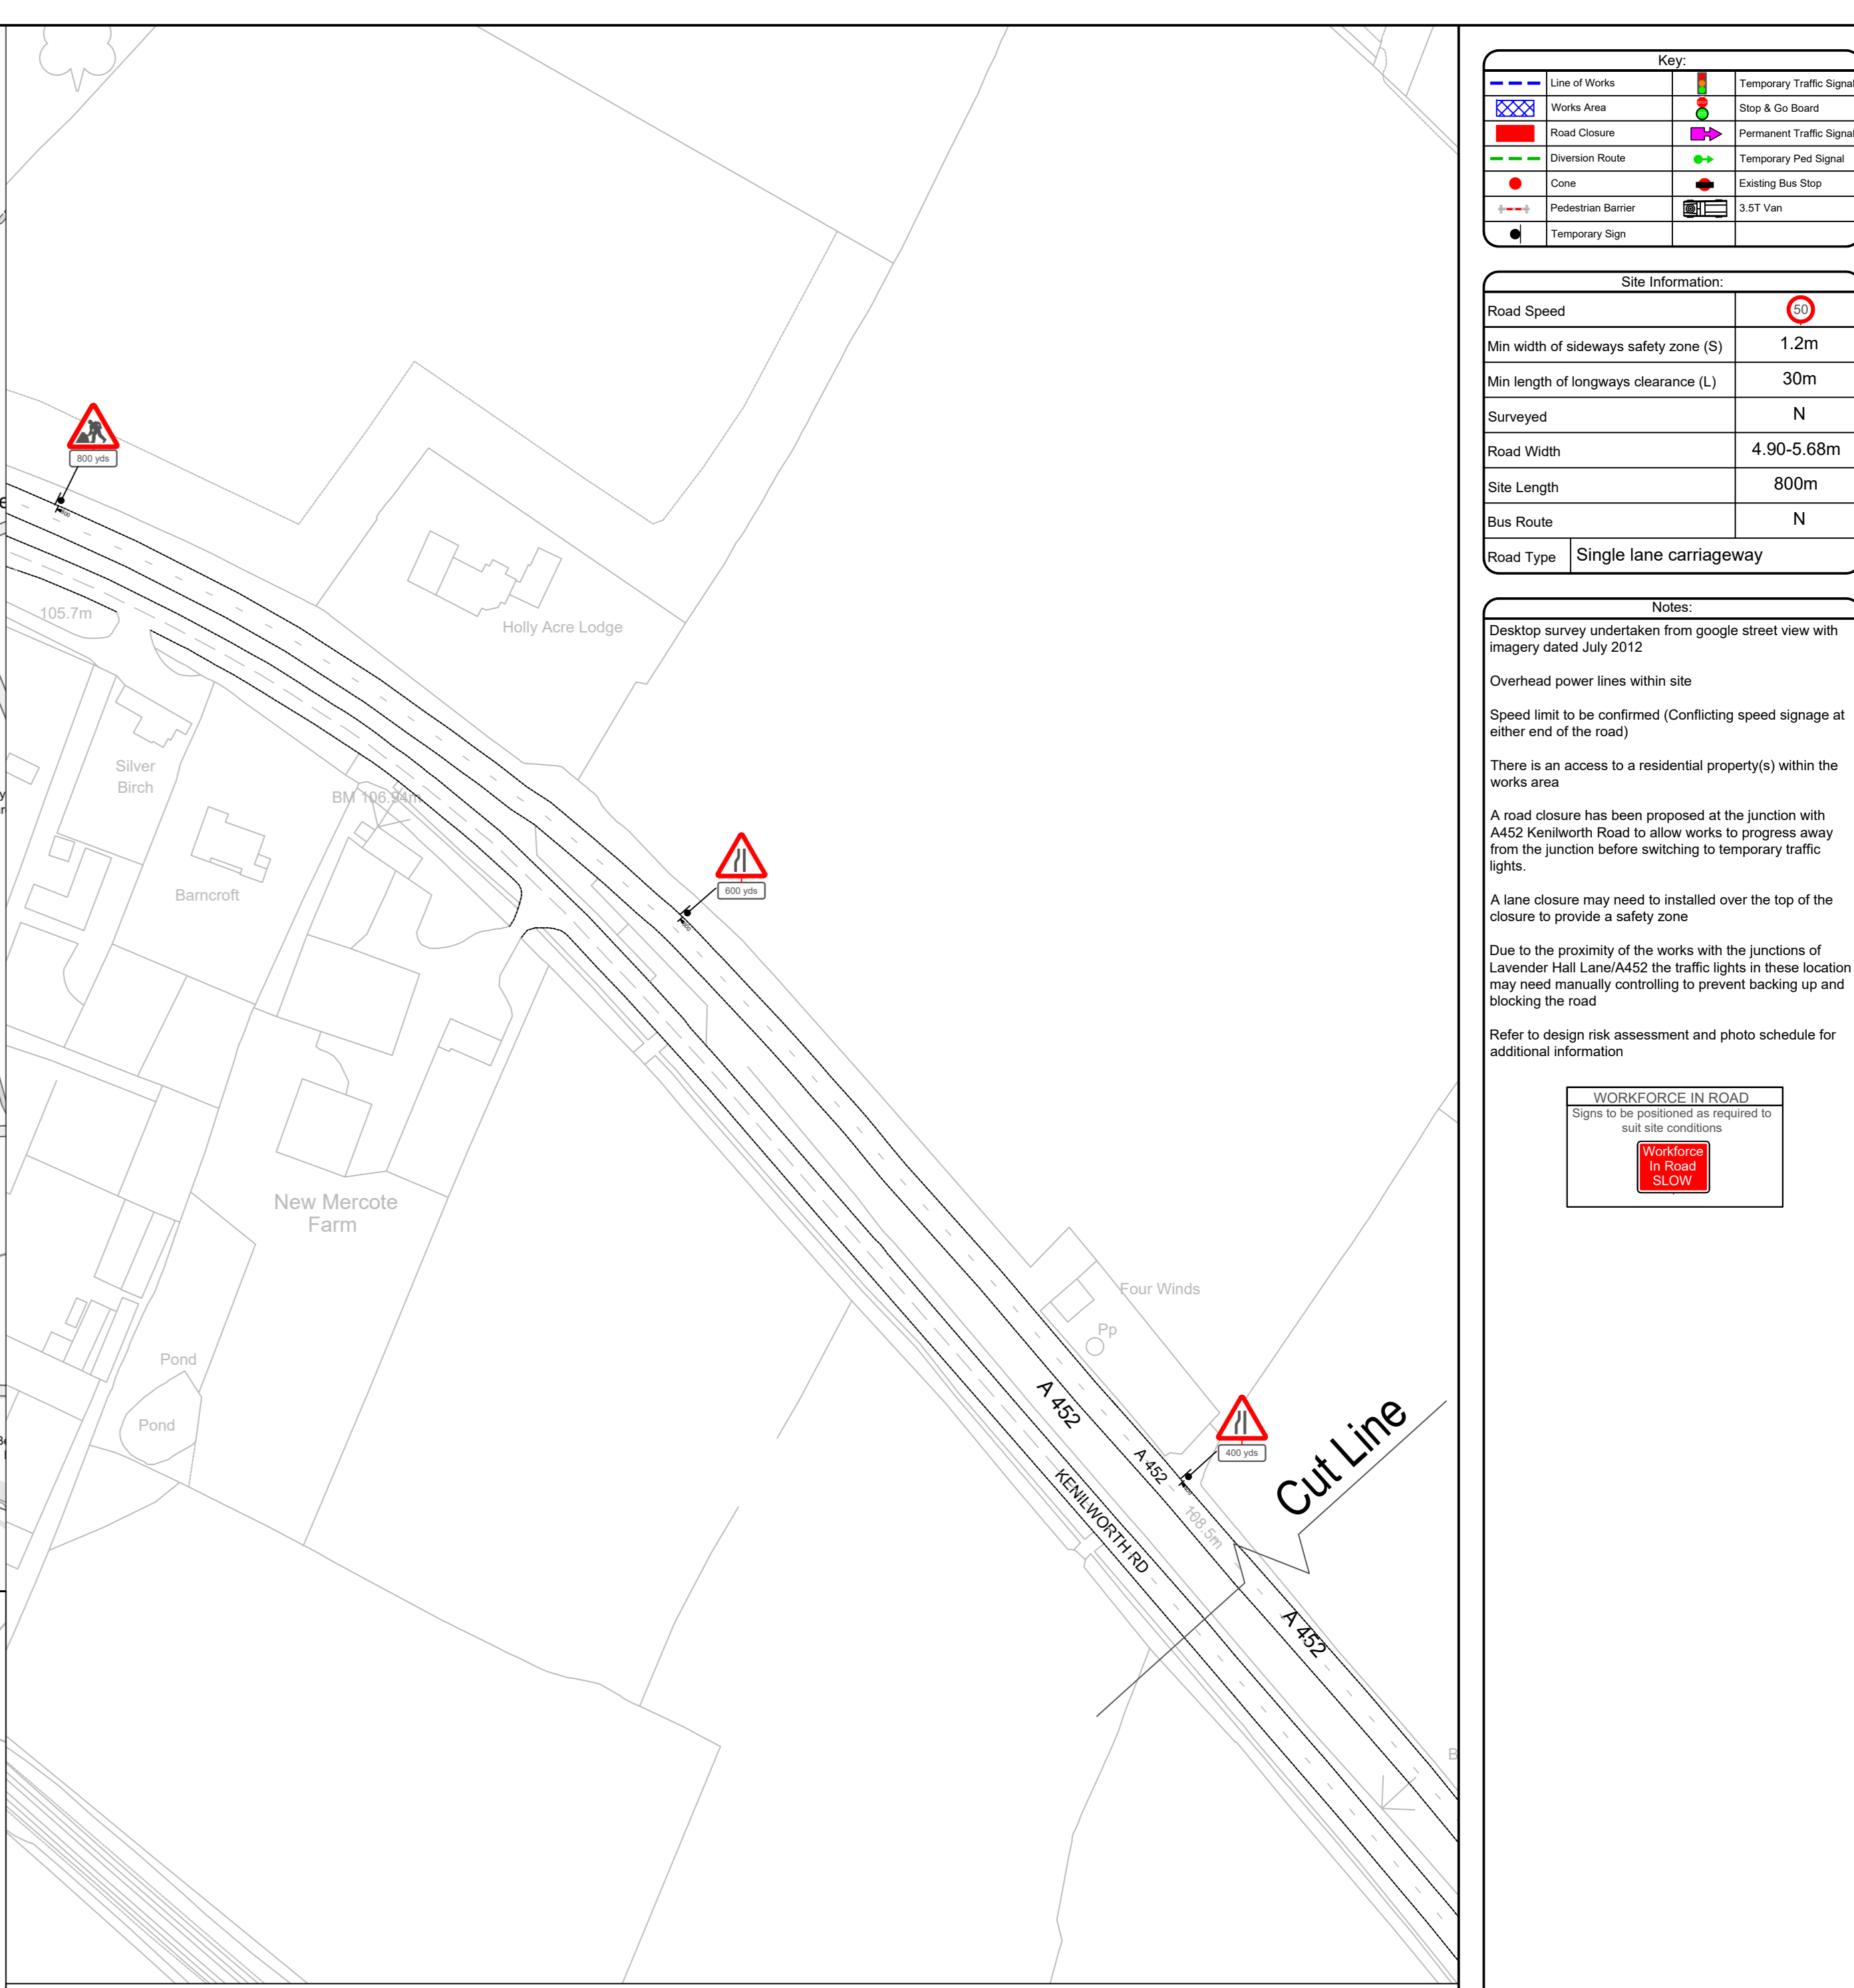 800 yds
105.7m
Holly Acre Lodge
Silver
Birch
BM 106.94m
Barncroft
600 yds
New Mercote
Farm
Four Winds
Pp
Pond
Pond
A 452
A 452
400 yds
Cut Line
KENILWORTH RD
108.5m
A 452
B
Key:
Line of Works
Temporary Traffic Signal
Works Area
Stop & Go Board
Road Closure
Permanent Traffic Signal
Diversion Route
Temporary Ped Signal
Cone
Existing Bus Stop
Pedestrian Barrier
3.5T Van
Temporary Sign
Site Information:
Road Speed
50
Min width of sideways safety zone (S)
1.2m
Min length of longways clearance (L)
30m
Surveyed
N
Road Width
4.90-5.68m
Site Length
800m
Bus Route
N
Road Type
Single lane carriageway
Notes:
Desktop survey undertaken from google street view with
imagery dated July 2012
Overhead power lines within site
Speed limit to be confirmed (Conflicting speed signage at
either end of the road)
There is an access to a residential property(s) within the
works area
A road closure has been proposed at the junction with
A452 Kenilworth Road to allow works to progress away
from the junction before switching to temporary traffic
lights.
A lane closure may need to installed over the top of the
closure to provide a safety zone
Due to the proximity of the works with the junctions of
Lavender Hall Lane/A452 the traffic lights in these location
may need manually controlling to prevent backing up and
blocking the road
Refer to design risk assessment and photo schedule for
additional information
WORKFORCE IN ROAD
Signs to be positioned as required to
suit site conditions
Workforce
In Road
SLOW